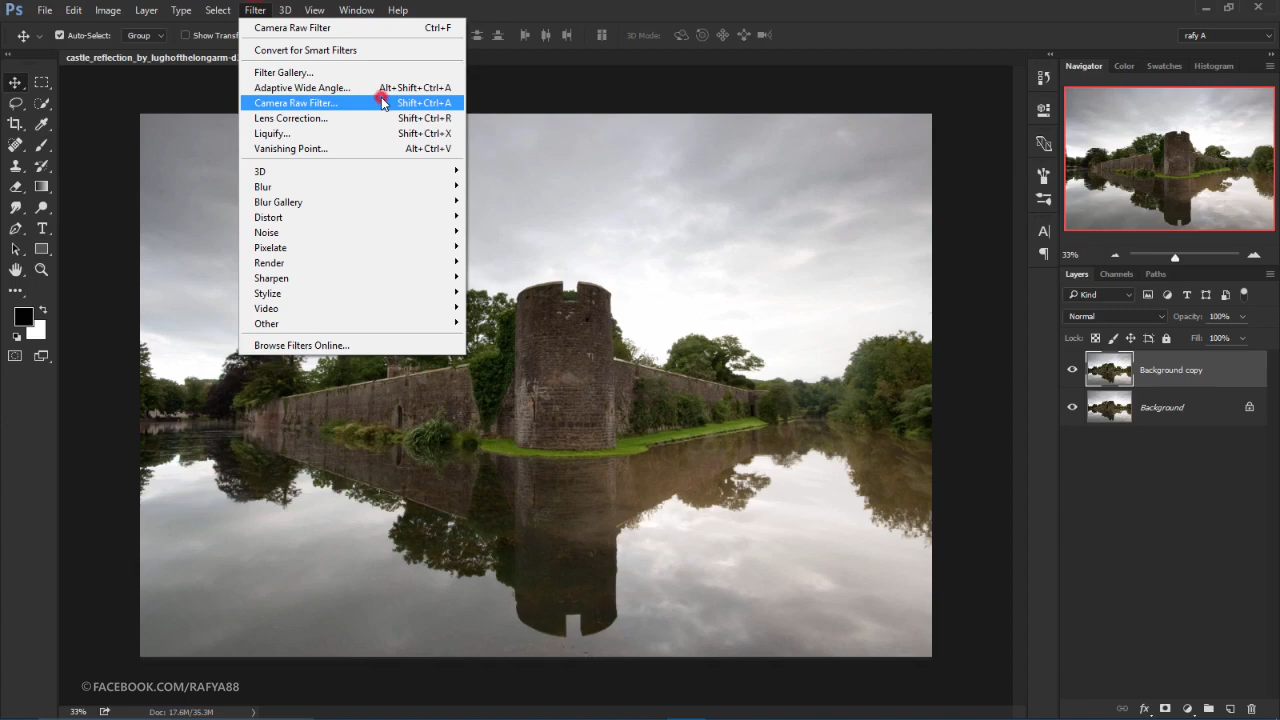 Ps File Edit Image Layer Type Select Filter 3D View Window Help
Auto-Select: Group Show Transf 3D Mode: rafy A
castle_reflection_by_lughofthelongarm-d
Camera Raw Filter Ctrl+F
Convert for Smart Filters
Filter Gallery...
Adaptive Wide Angle... Alt+Shift+Ctrl+A
Camera Raw Filter... Shift+Ctrl+A
Lens Correction... Shift+Ctrl+R
Liquify... Shift+Ctrl+X
Vanishing Point... Alt+Ctrl+V
3D
Blur
Blur Gallery
Distort
Noise
Pixelate
Render
Sharpen
Stylize
Video
Other
Browse Filters Online...
Navigator Color Swatches Histogram
33%
Layers Channels Paths
Kind
Normal Opacity: 100%
Lock: Fill: 100%
Background copy
Background
©FACEBOOK.COM/RAFYA88
33% Doc: 17.6M/35.3M